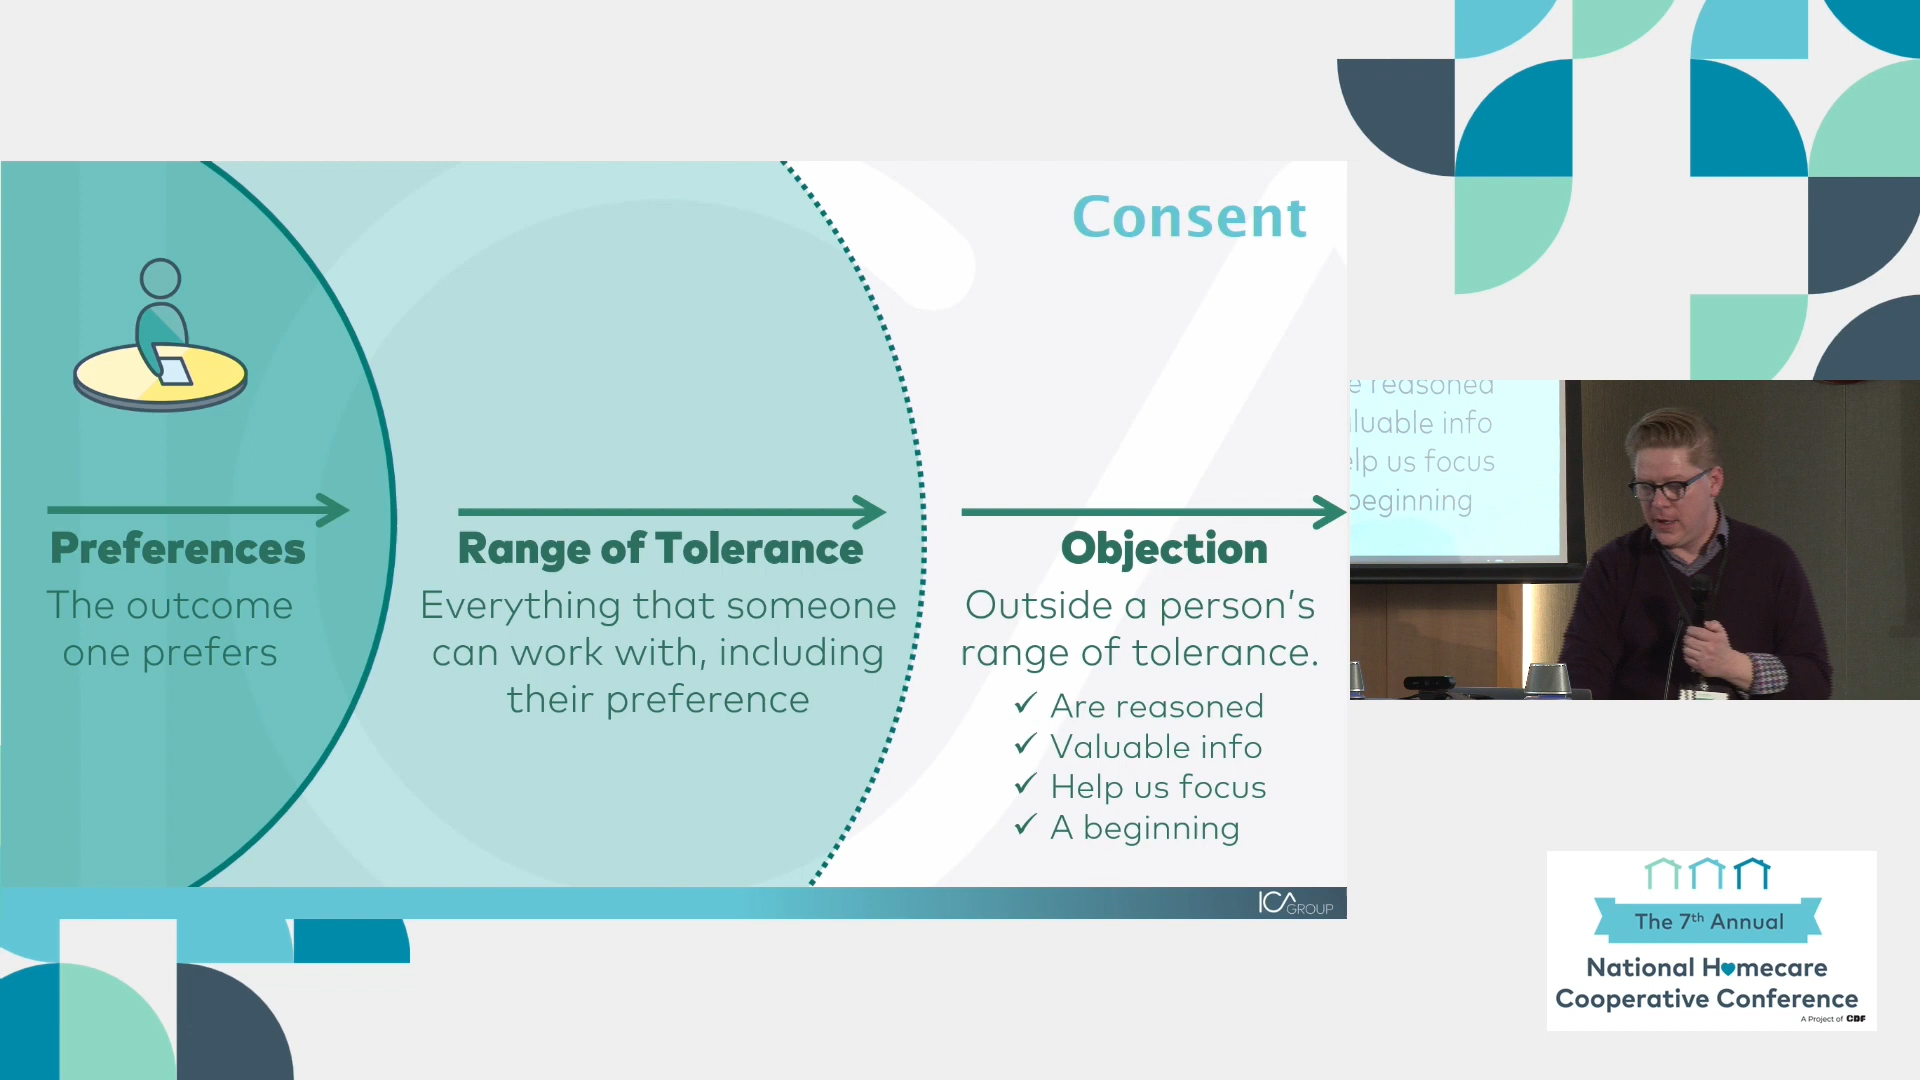 Consent
Preferences
The outcome
one prefers
Range of Tolerance
Everything that someone
can work with, including
their preference
Objection
Outside a person's
range of tolerance.
✓ Are reasoned
✓ Valuable info
✓ Help us focus
✓ A beginning
ICA GROUP
e reasoned
luable info
elp us focus
beginning
The 7th Annual
National Homecare
Cooperative Conference
A Project of CDF